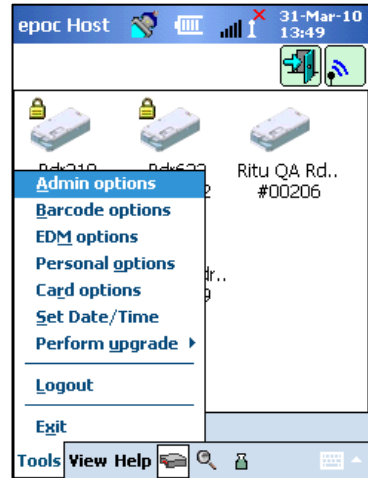 epoc Host
31-Mar-10
13:49
Ritu QA Rd..
#00206
Admin options
Barcode options
EDM options
Personal options
Card options
Set Date/Time
Perform upgrade
Logout
Exit
Tools View Help